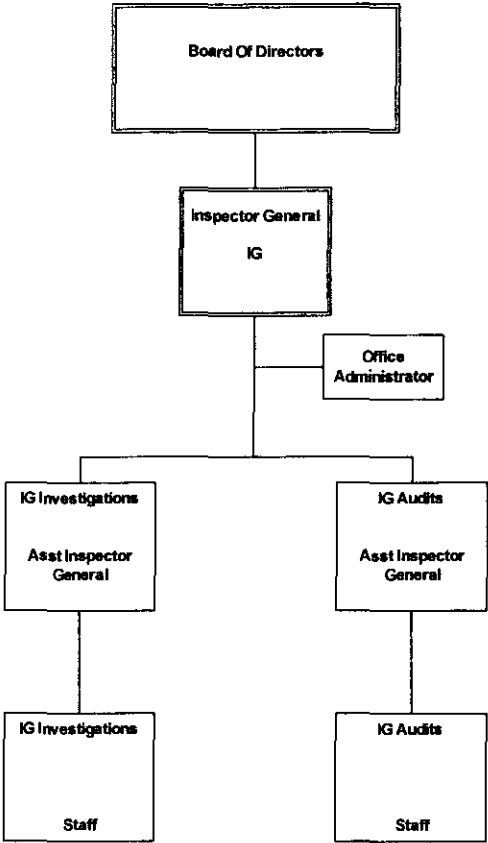 Board Of Directors
Inspector General
IG
Office
Administrator
IG Investigations
Asst Inspector
General
IG Audits
Asst Inspector
General
IG Investigations
Staff
IG Audits
Staff